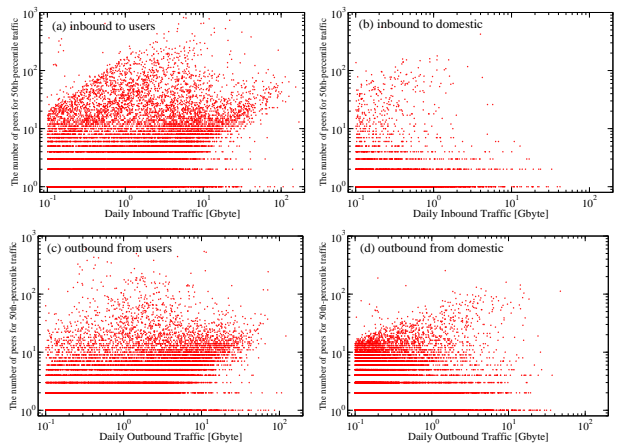 (a) inbound to users
The number of peers for 50th-percentile traffic
10^3
10^2
10^1
10^0
10^-1
10^0
10^1
10^2
Daily Inbound Traffic [Gbyte]
(b) inbound to domestic
The number of peers for 50th-percentile traffic
10^3
10^2
10^1
10^0
10^-1
10^0
10^1
10^2
Daily Inbound Traffic [Gbyte]
(c) outbound from users
The number of peers for 50th-percentile traffic
10^3
10^2
10^1
10^0
10^-1
10^0
10^1
10^2
Daily Outbound Traffic [Gbyte]
(d) outbound from domestic
The number of peers for 50th-percentile traffic
10^3
10^2
10^1
10^0
10^-1
10^0
10^1
10^2
Daily Outbound Traffic [Gbyte]